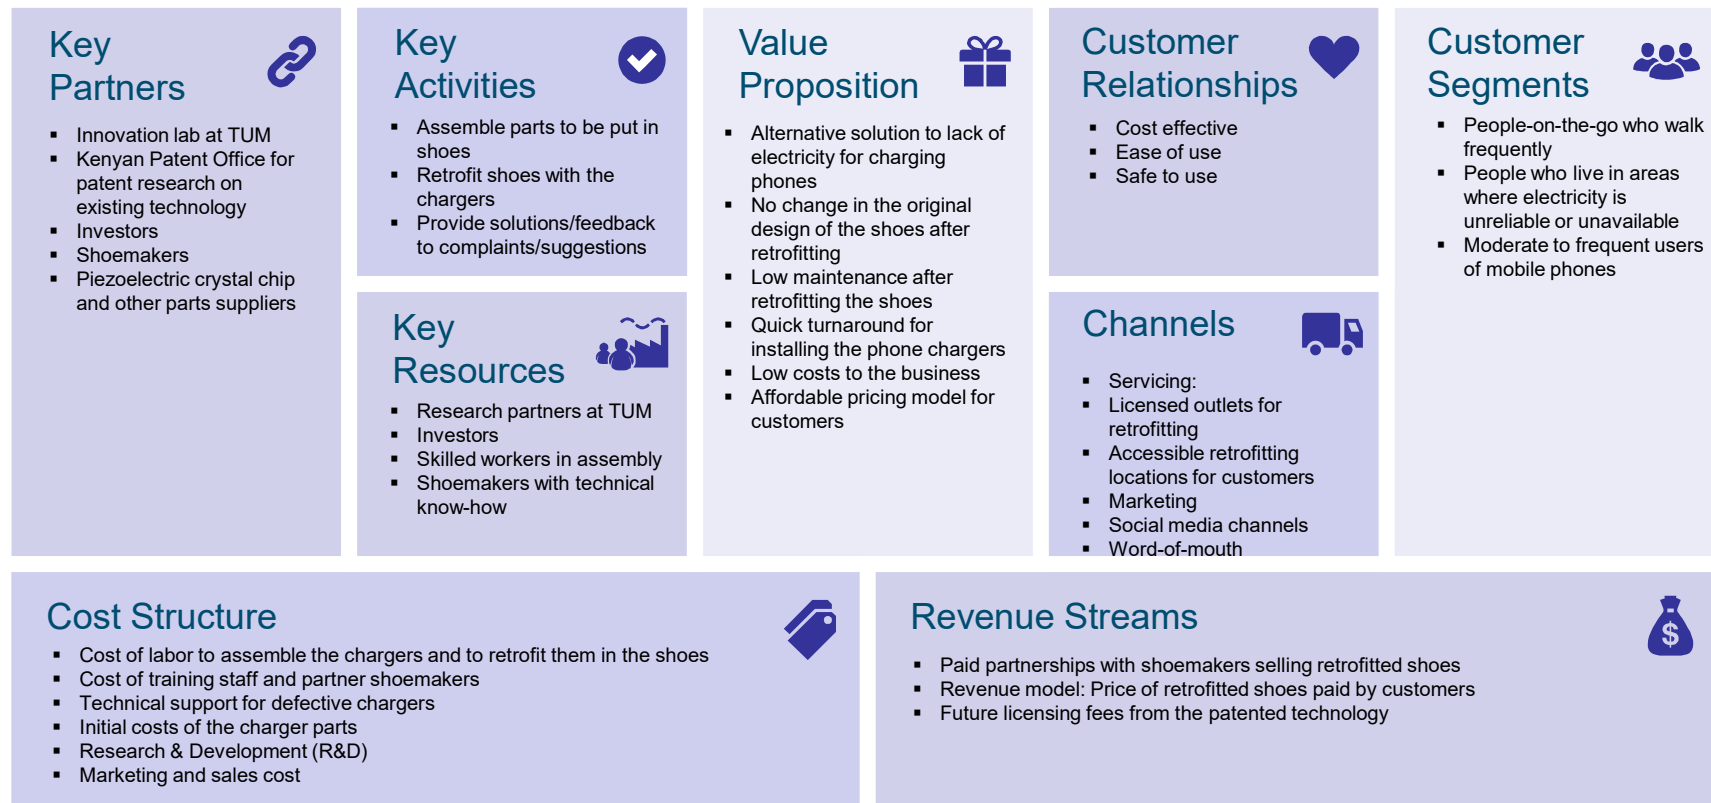 Key
Partners
▪ Innovation lab at TUM
▪ Kenyan Patent Office for
patent research on
existing technology
▪ Investors
▪ Shoemakers
▪ Piezoelectric crystal chip
and other parts suppliers
Key
Activities
▪ Assemble parts to be put in
shoes
▪ Retrofit shoes with the
chargers
▪ Provide solutions/feedback
to complaints/suggestions
Key
Resources
▪ Research partners at TUM
▪ Investors
▪ Skilled workers in assembly
▪ Shoemakers with technical
know-how
Value
Proposition
▪ Alternative solution to lack of
electricity for charging
phones
▪ No change in the original
design of the shoes after
retrofitting
▪ Low maintenance after
retrofitting the shoes
▪ Quick turnaround for
installing the phone chargers
▪ Low costs to the business
▪ Affordable pricing model for
customers
Customer
Relationships
▪ Cost effective
▪ Ease of use
▪ Safe to use
Channels
▪ Servicing:
▪ Licensed outlets for
retrofitting
▪ Accessible retrofitting
locations for customers
▪ Marketing
▪ Social media channels
▪ Word-of-mouth
Customer
Segments
▪ People-on-the-go who walk
frequently
▪ People who live in areas
where electricity is
unreliable or unavailable
▪ Moderate to frequent users
of mobile phones
Cost Structure
▪ Cost of labor to assemble the chargers and to retrofit them in the shoes
▪ Cost of training staff and partner shoemakers
▪ Technical support for defective chargers
▪ Initial costs of the charger parts
▪ Research & Development (R&D)
▪ Marketing and sales cost
Revenue Streams
$
▪ Paid partnerships with shoemakers selling retrofitted shoes
▪ Revenue model: Price of retrofitted shoes paid by customers
▪ Future licensing fees from the patented technology